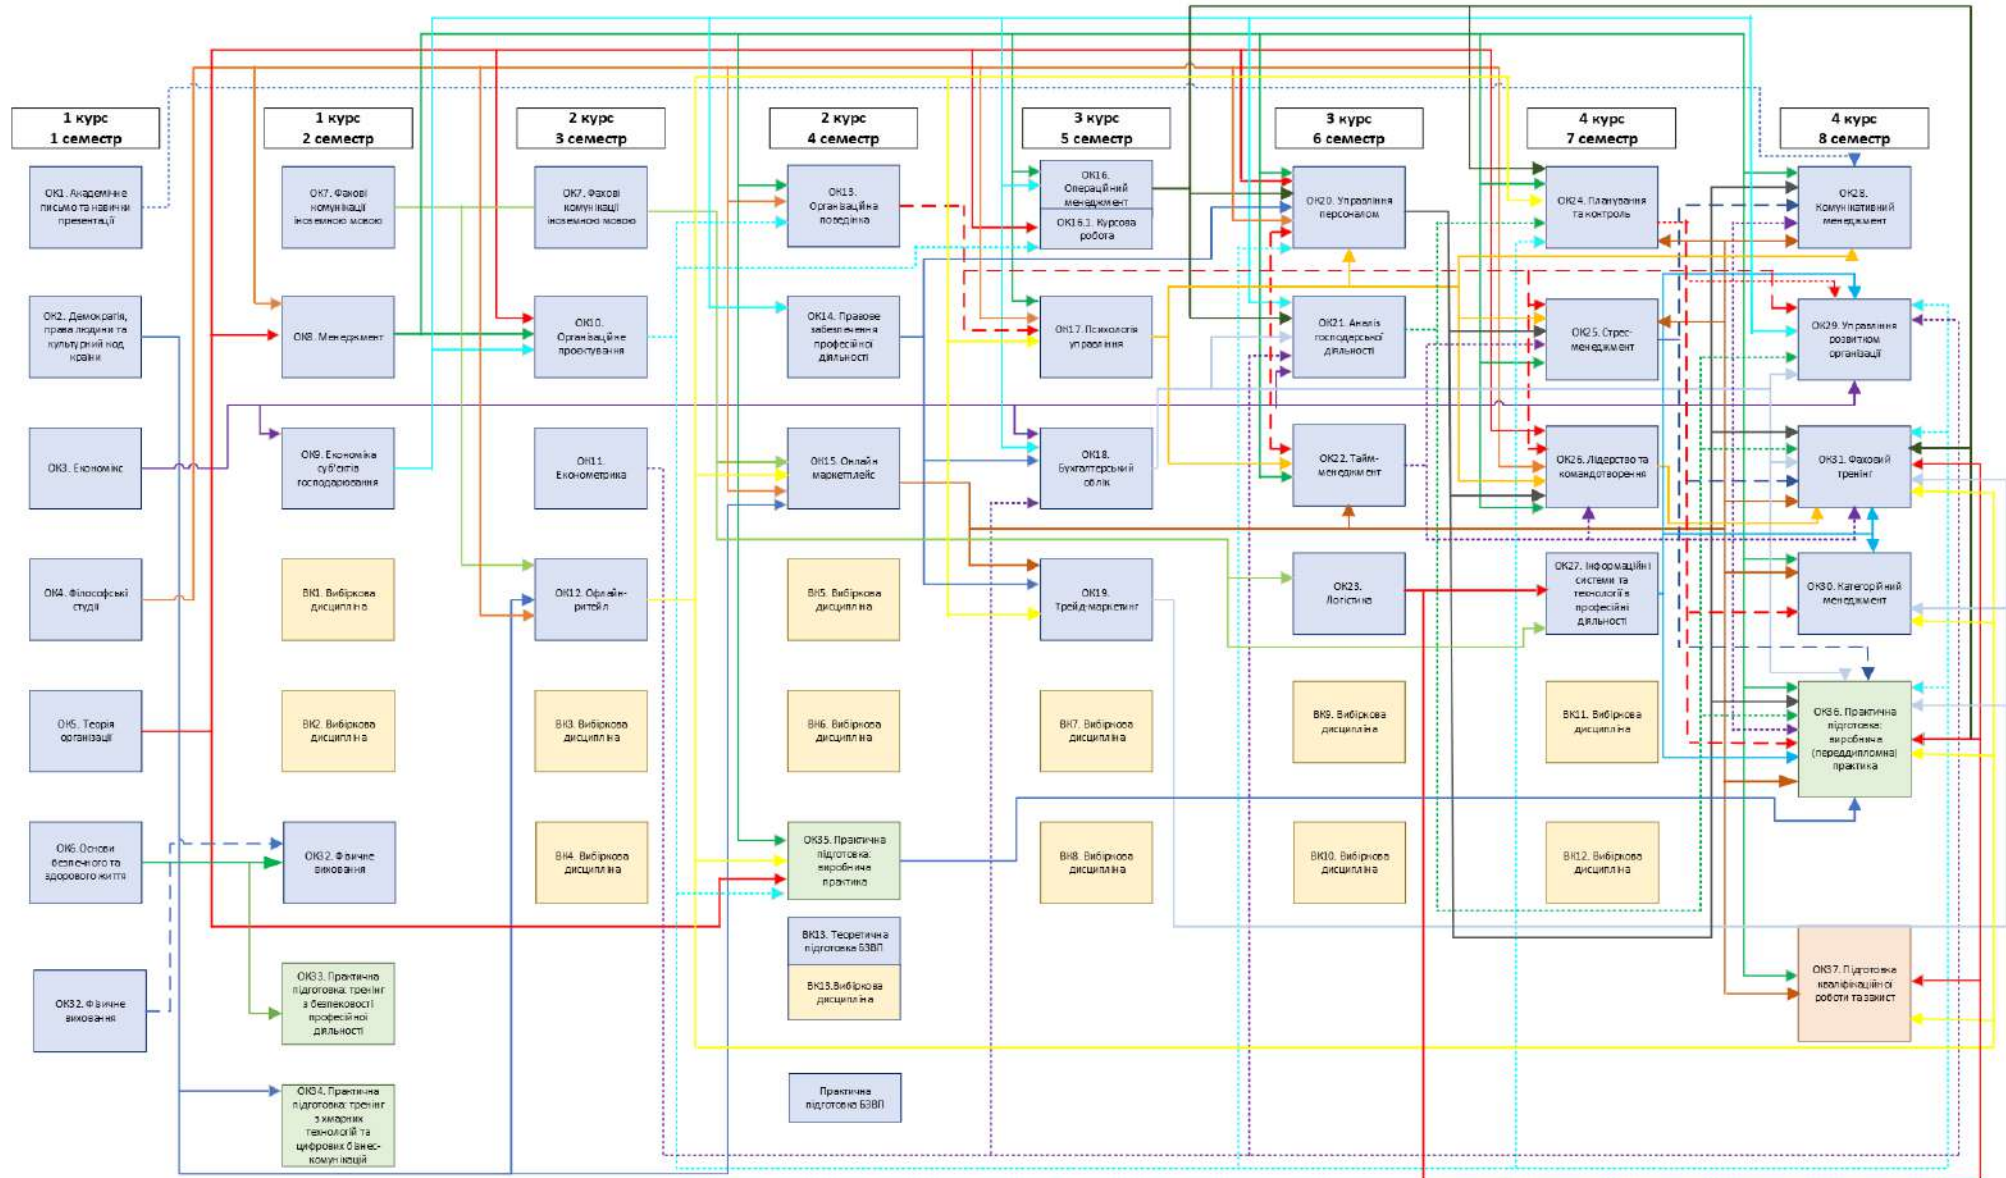 1 курс
1 семестр
1 курс
2 семестр
2 курс
3 семестр
2 курс
4 семестр
3 курс
5 семестр
3 курс
6 семестр
4 курс
7 семестр
4 курс
8 семестр
ОК1. Академічне
письмо та навички
презентації
ОК7. Фахові
комунікації
іноземною мовою
ОК7. Фахові
комунікації
іноземною мовою
ОК13.
Організаційна
поведінка
ОК16.
Операційний
менеджмент
ОК16.1. Курсова
робота
ОК20. Управління
персоналом
ОК24. Планування
та контроль
ОК28.
Комунікативний
менеджмент
ОК2. Демократія,
права людини та
культурний код
країни
ОК8. Менеджмент
ОК10.
Організаційне
проєктування
ОК14. Правове
забезпечення
професійної
діяльності
ОК17. Психологія
управління
ОК21. Аналіз
господарської
діяльності
ОК25. Стрес-
менеджмент
ОК29. Управління
розвитком
організації
ОК3. Економікс
ОК9. Економіка
суб'єктів
господарювання
ОК11.
Економетрика
ОК15. Онлайн
маркетплейс
ОК18.
Бухгалтерський
облік
ОК22. Тайм-
менеджмент
ОК26. Лідерство та
командотворення
ОК31. Фаховий
тренінг
ОК4. Філософські
студії
ВК1. Вибіркова
дисципліна
ОК12. Офлайн-
ритейл
ВК5. Вибіркова
дисципліна
ОК19.
Трейд-маркетинг
ОК23.
Логістика
ОК27. Інформаційні
системи та
технології в
професійні
діяльності
ОК30. Категорійний
менеджмент
ОК5. Теорія
організації
ВК2. Вибіркова
дисципліна
ВК3. Вибіркова
дисципліна
ВК6. Вибіркова
дисципліна
ВК7. Вибіркова
дисципліна
ВК9. Вибіркова
дисципліна
ВК11. Вибіркова
дисципліна
ОК36. Практична
підготовка:
виробнича
(переддипломна)
практика
ОК6.Основи
безпечного та
здорового життя
ОК32. Фізичне
виховання
ВК4. Вибіркова
дисципліна
ОК35. Практична
підготовка:
виробнича
практика
ВК8. Вибіркова
дисципліна
ВК10. Вибіркова
дисципліна
ВК12. Вибіркова
дисципліна
ВК13. Теоретична
підготовка БЗВП
ВК13.Вибіркова
дисципліна
ОК32. Фізичне
виховання
ОК33. Практична
підготовка: тренінг
з безпековості
професійної
діяльності
ОК37. Підготовка
кваліфікаційної
роботи та захист
ОК34. Практична
підготовка: тренінг
з хмарних
технологій та
цифрових бізнес-
комунікацій
Практична
підготовка БЗВП